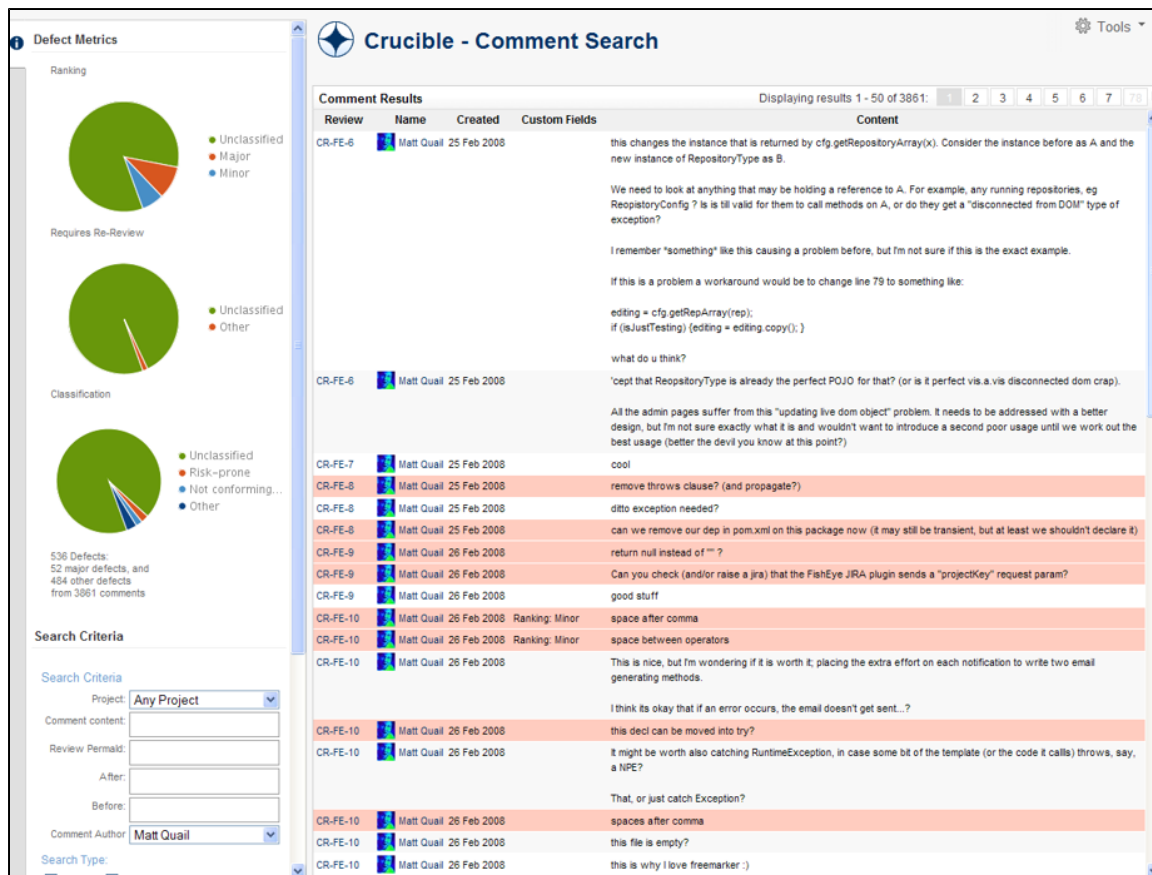 Defect Metrics
Ranking
Unclassified
Major
Minor
Requires Re-Review
Unclassified
Other
Classification
Unclassified
Risk-prone
Not conforming...
Other
536 Defects:
52 major defects, and
484 other defects
from 3861 comments
Search Criteria
Search Criteria
Project: Any Project
Comment content:
Review PermaId:
After:
Before:
Comment Author Matt Quail
Search Type:
Crucible - Comment Search
Tools
Comment Results Displaying results 1 - 50 of 3861: 1 2 3 4 5 6 7 78
Review Name Created Custom Fields Content
CR-FE-6 Matt Quail 25 Feb 2008 this changes the instance that is returned by cfg.getRepositoryArray(x). Consider the instance before as A and the
new instance of RepositoryType as B.
We need to look at anything that may be holding a reference to A. For example, any running repositories, eg
ReopistoryConfig ? Is is till valid for them to call methods on A, or do they get a "disconnected from DOM" type of
exception?
I remember *something* like this causing a problem before, but I'm not sure if this is the exact example.
If this is a problem a workaround would be to change line 79 to something like:
editing = cfg.getRepArray(rep);
if (isJustTesting) {editing = editing.copy(); }
what do u think?
CR-FE-6 Matt Quail 25 Feb 2008 'cept that ReopsitoryType is already the perfect POJO for that? (or is it perfect vis.a.vis disconnected dom crap).
All the admin pages suffer from this "updating live dom object" problem. It needs to be addressed with a better
design, but I'm not sure exactly what it is and wouldn't want to introduce a second poor usage until we work out the
best usage (better the devil you know at this point?)
CR-FE-7 Matt Quail 25 Feb 2008 cool
CR-FE-8 Matt Quail 25 Feb 2008 remove throws clause? (and propagate?)
CR-FE-8 Matt Quail 25 Feb 2008 ditto exception needed?
CR-FE-8 Matt Quail 25 Feb 2008 can we remove our dep in pom.xml on this package now (it may still be transient, but at least we shouldn't declare it)
CR-FE-9 Matt Quail 26 Feb 2008 return null instead of "" ?
CR-FE-9 Matt Quail 26 Feb 2008 Can you check (and/or raise a jira) that the FishEye JIRA plugin sends a "projectKey" request param?
CR-FE-9 Matt Quail 26 Feb 2008 good stuff
CR-FE-10 Matt Quail 26 Feb 2008 Ranking: Minor space after comma
CR-FE-10 Matt Quail 26 Feb 2008 Ranking: Minor space between operators
CR-FE-10 Matt Quail 26 Feb 2008 This is nice, but I'm wondering if it is worth it; placing the extra effort on each notification to write two email
generating methods.
I think its okay that if an error occurs, the email doesn't get sent...?
CR-FE-10 Matt Quail 26 Feb 2008 this decl can be moved into try?
CR-FE-10 Matt Quail 26 Feb 2008 it might be worth also catching RuntimeException, in case some bit of the template (or the code it callls) throws, say,
a NPE?
That, or just catch Exception?
CR-FE-10 Matt Quail 26 Feb 2008 spaces after comma
CR-FE-10 Matt Quail 26 Feb 2008 this file is empty?
CR-FE-10 Matt Quail 26 Feb 2008 this is why I love freemarker :)